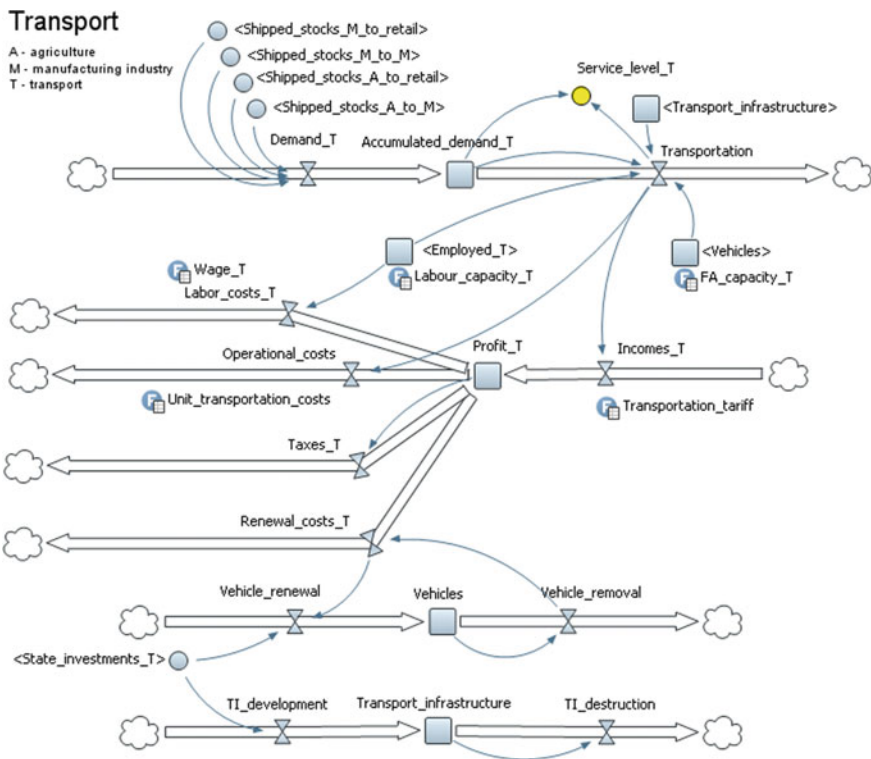 Transport
A - agriculture
M - manufacturing industry
T - transport
<Shipped_stocks_M_to_retail>
<Shipped_stocks_M_to_M>
<Shipped_stocks_A_to_retail>
<Shipped_stocks_A_to_M>
Service_level_T
<Transport_infrastructure>
Demand_T
Accumulated_demand_T
Transportation
<Employed_T>
<Vehicles>
Wage_T
F
Labour_capacity_T
F
FA_capacity_T
F
Labor_costs_T
Operational_costs
Profit_T
Incomes_T
F
Unit_transportation_costs
F
Transportation_tariff
Taxes_T
Renewal_costs_T
Vehicle_renewal
Vehicles
Vehicle_removal
<State_investments_T>
TI_development
Transport_infrastructure
TI_destruction